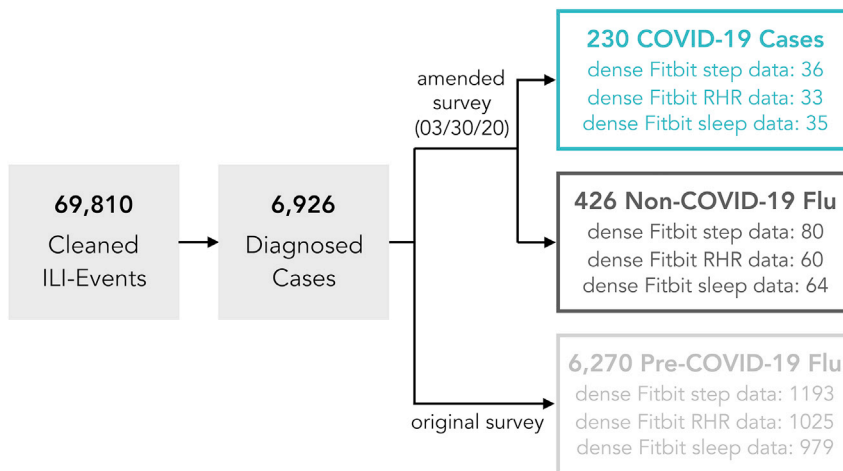 69,810
Cleaned
ILI-Events
6,926
Diagnosed
Cases
amended
survey
(03/30/20)
original survey
230 COVID-19 Cases
dense Fitbit step data: 36
dense Fitbit RHR data: 33
dense Fitbit sleep data: 35
426 Non-COVID-19 Flu
dense Fitbit step data: 80
dense Fitbit RHR data: 60
dense Fitbit sleep data: 64
6,270 Pre-COVID-19 Flu
dense Fitbit step data: 1193
dense Fitbit RHR data: 1025
dense Fitbit sleep data: 979